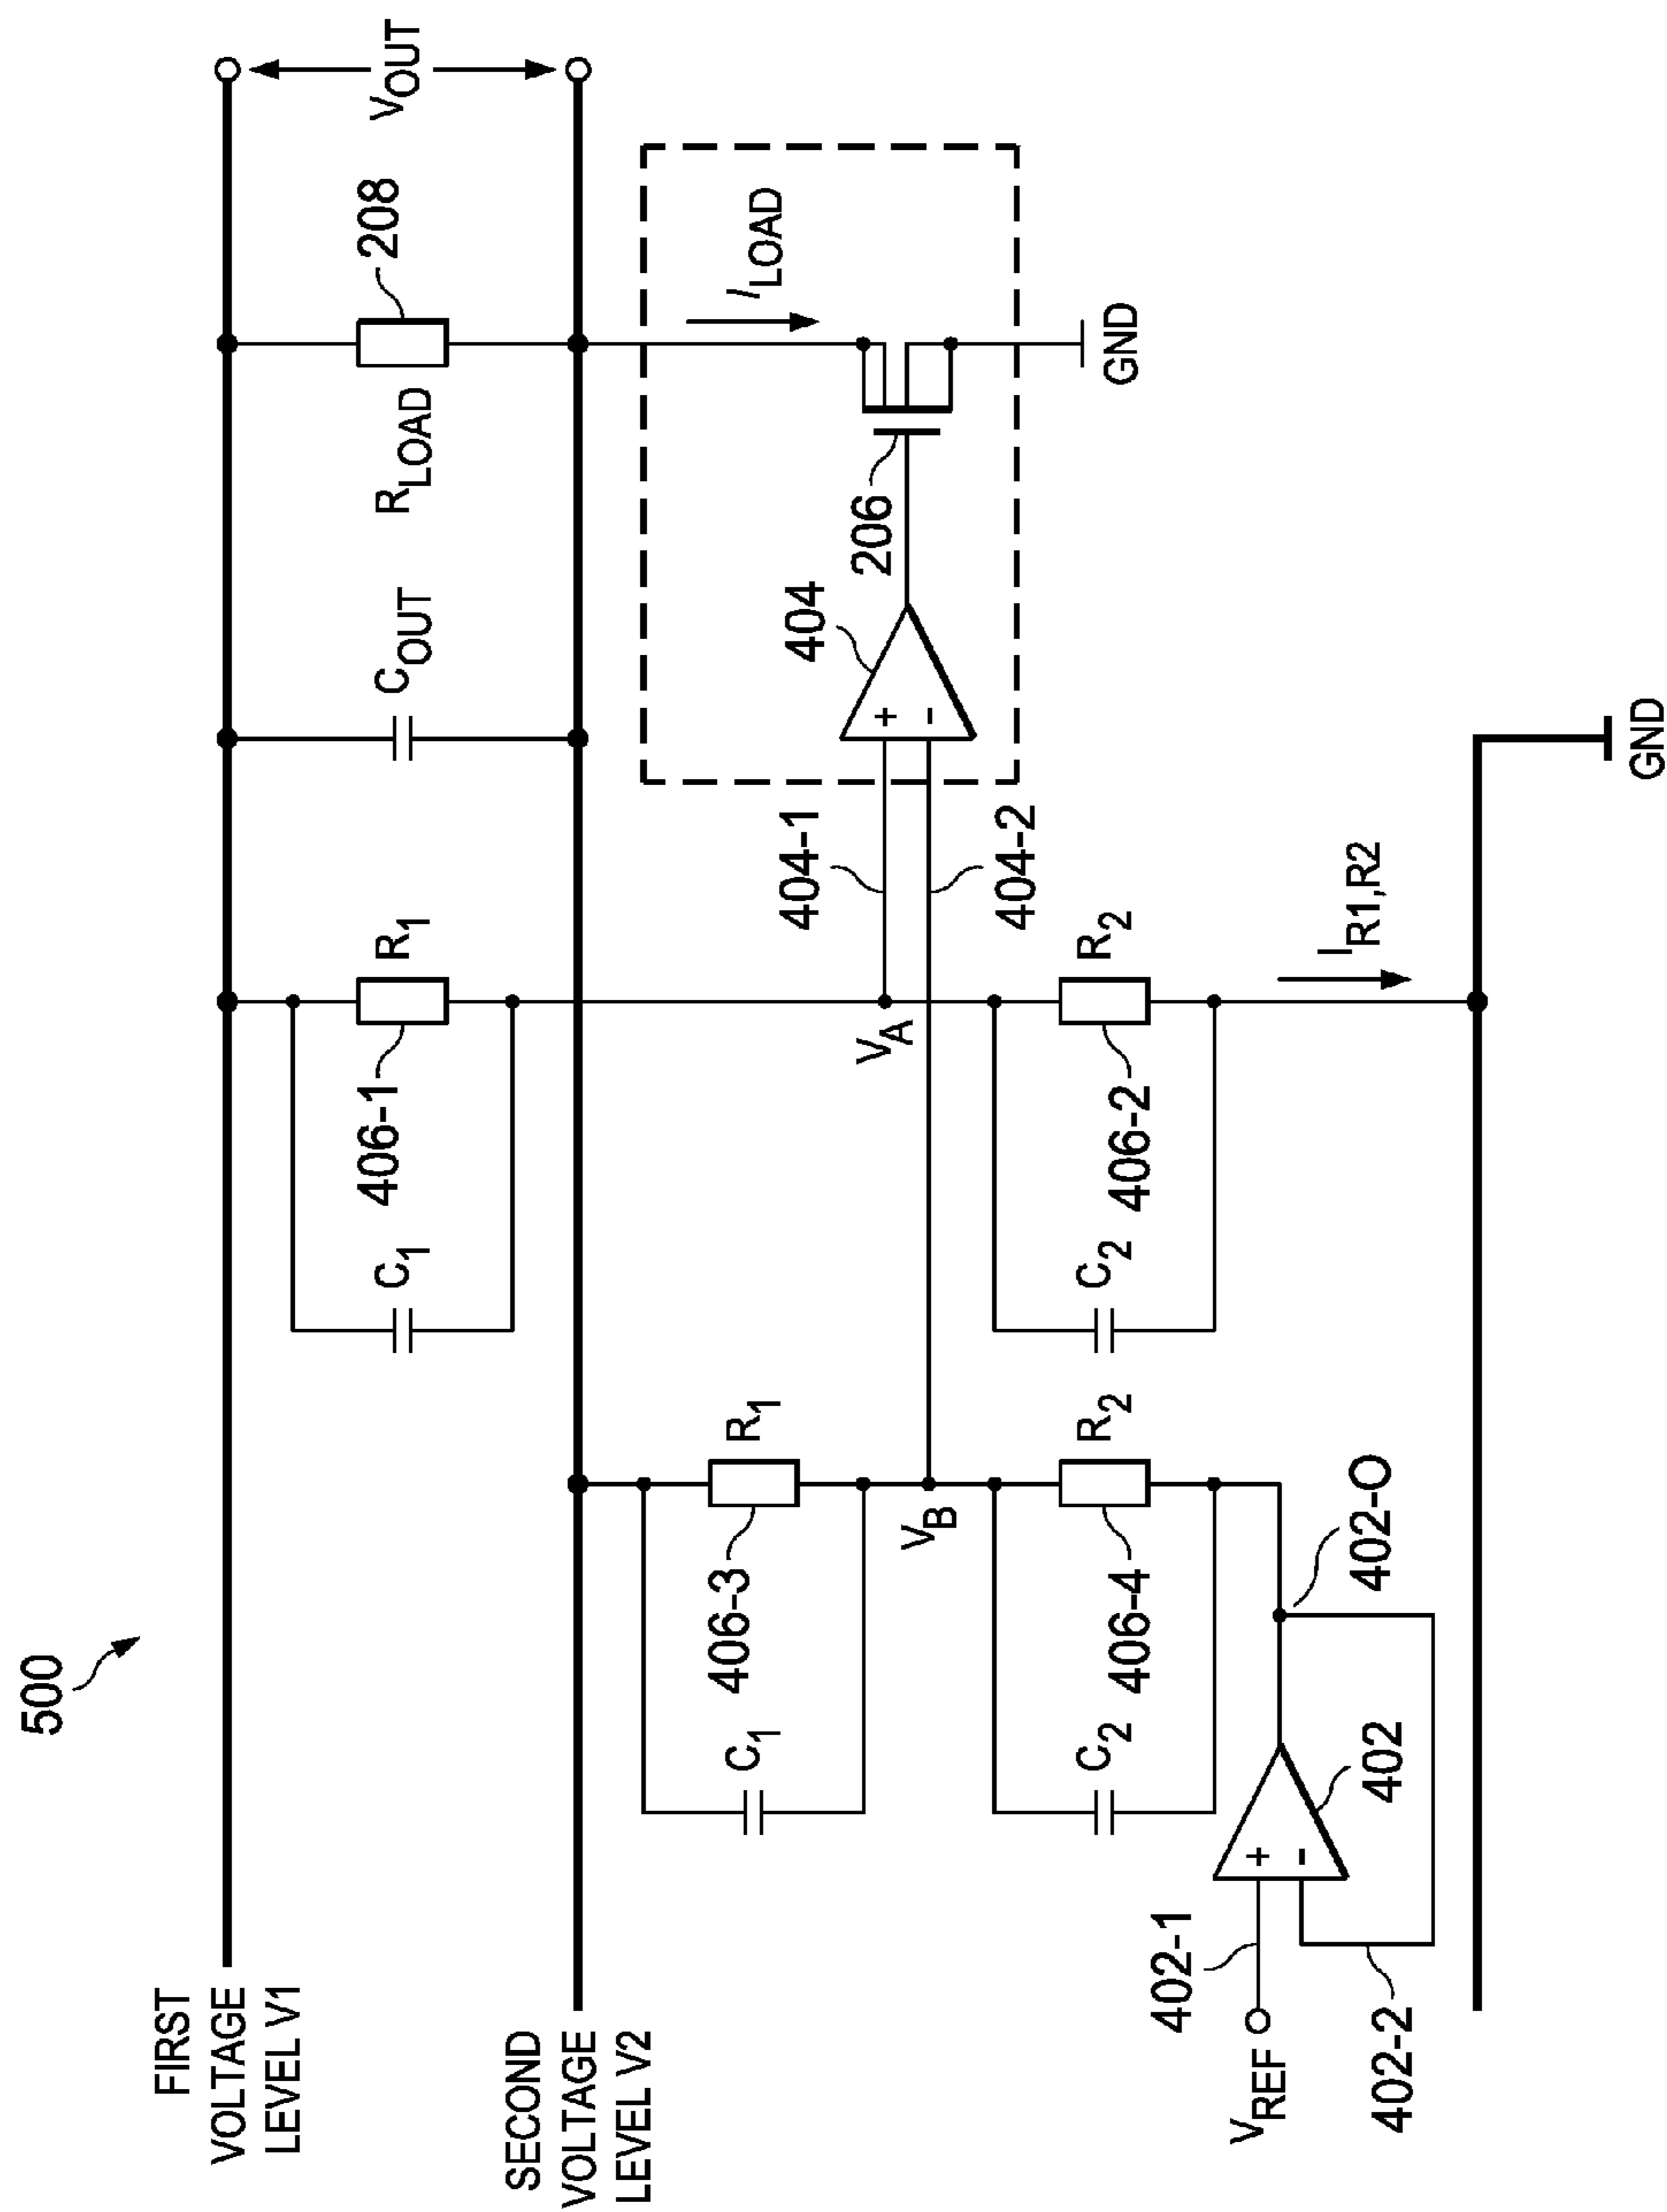 500
FIRST
VOLTAGE
LEVEL V1
SECOND
VOLTAGE
LEVEL V2
C1
406-1
R1
COUT
RLOAD
208
VOUT
C1
406-3
R1
VB
VA
404-1
404-2
404
+
-
206
ILOAD
GND
C2
406-4
R2
C2
406-2
R2
IR1,R2
GND
VREF
402-1
402-2
+
-
402
402-O